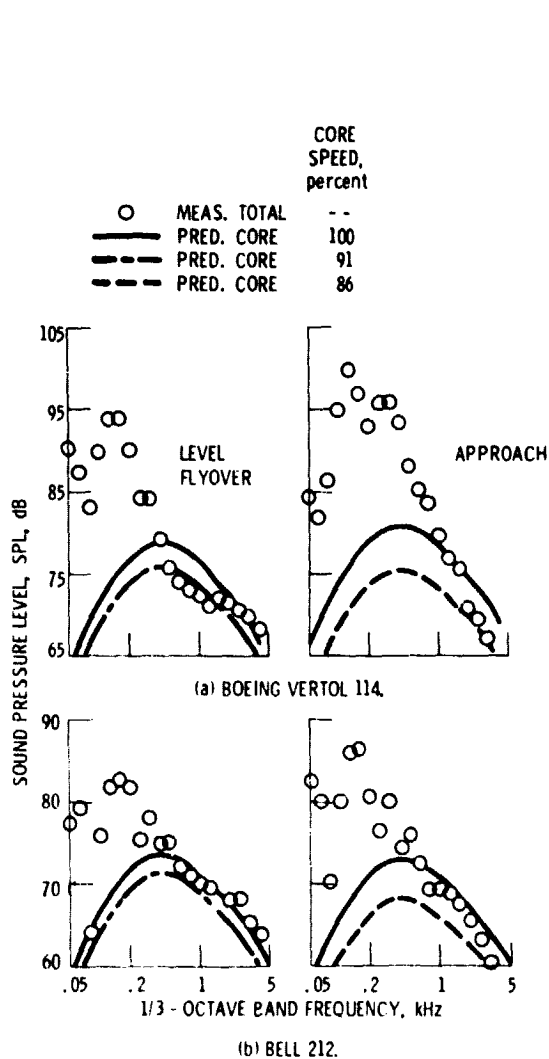 CORE
SPEED,
percent
MEAS. TOTAL --
PRED. CORE 100
PRED. CORE 91
PRED. CORE 86
SOUND PRESSURE LEVEL, SPL, dB
105
95
85
75
65
LEVEL
FLYOVER
APPROACH
(a) BOEING VERTOL 114.
90
80
70
60
.05 .2 1 5 .05 .2 1 5
1/3 - OCTAVE BAND FREQUENCY, kHz
(b) BELL 212.